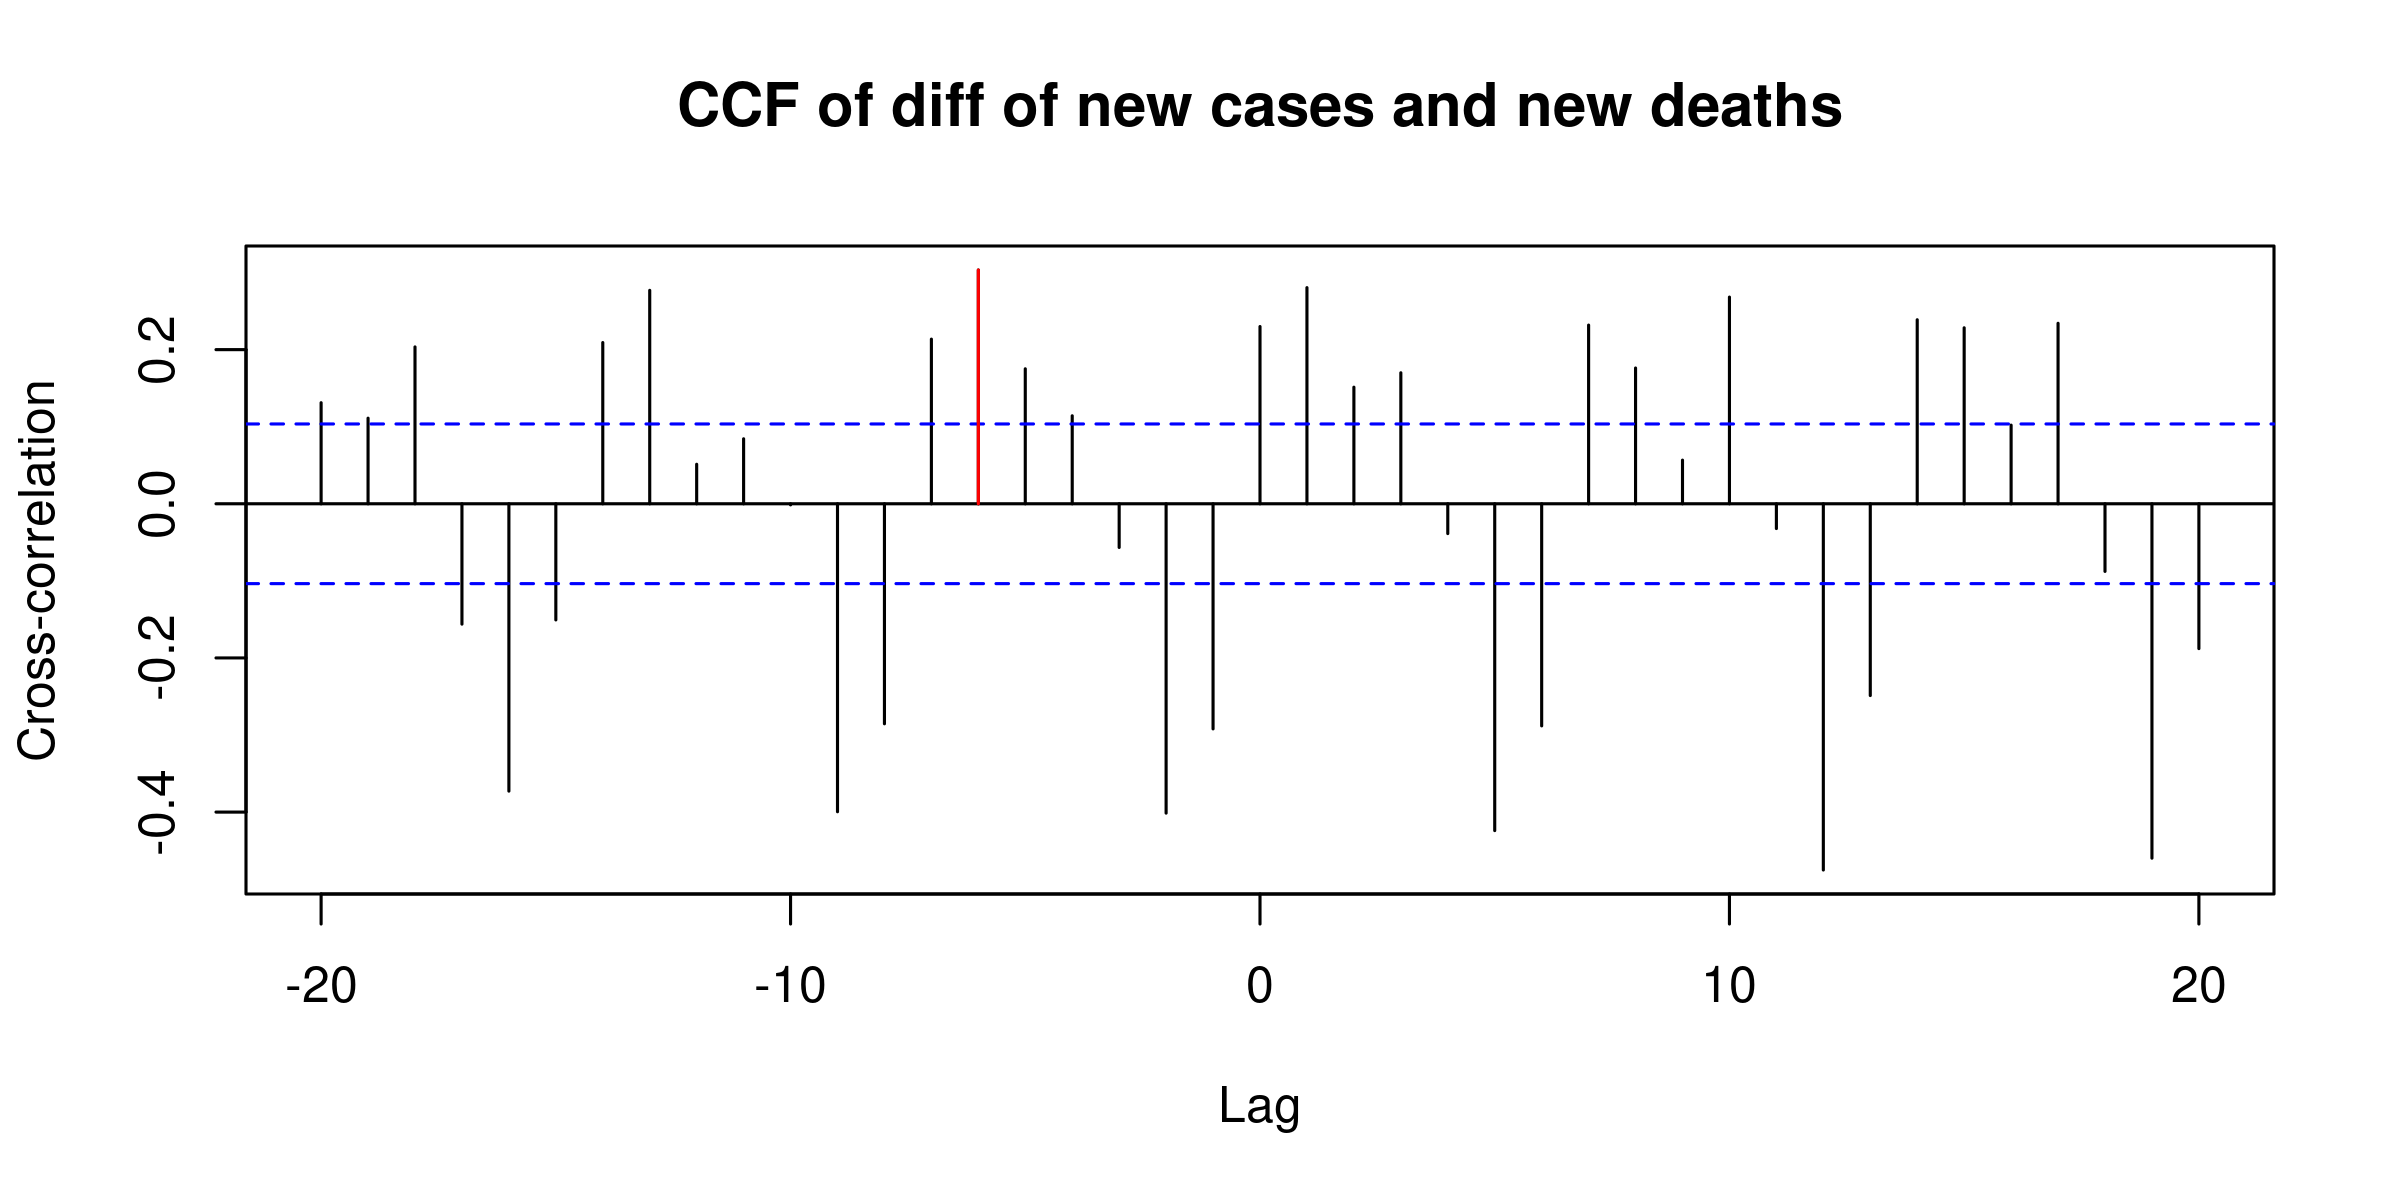 CCF of diff of new cases and new deaths
Cross-correlation
0.2
0.0
-0.2
-0.4
-20 -10 0 10 20
Lag